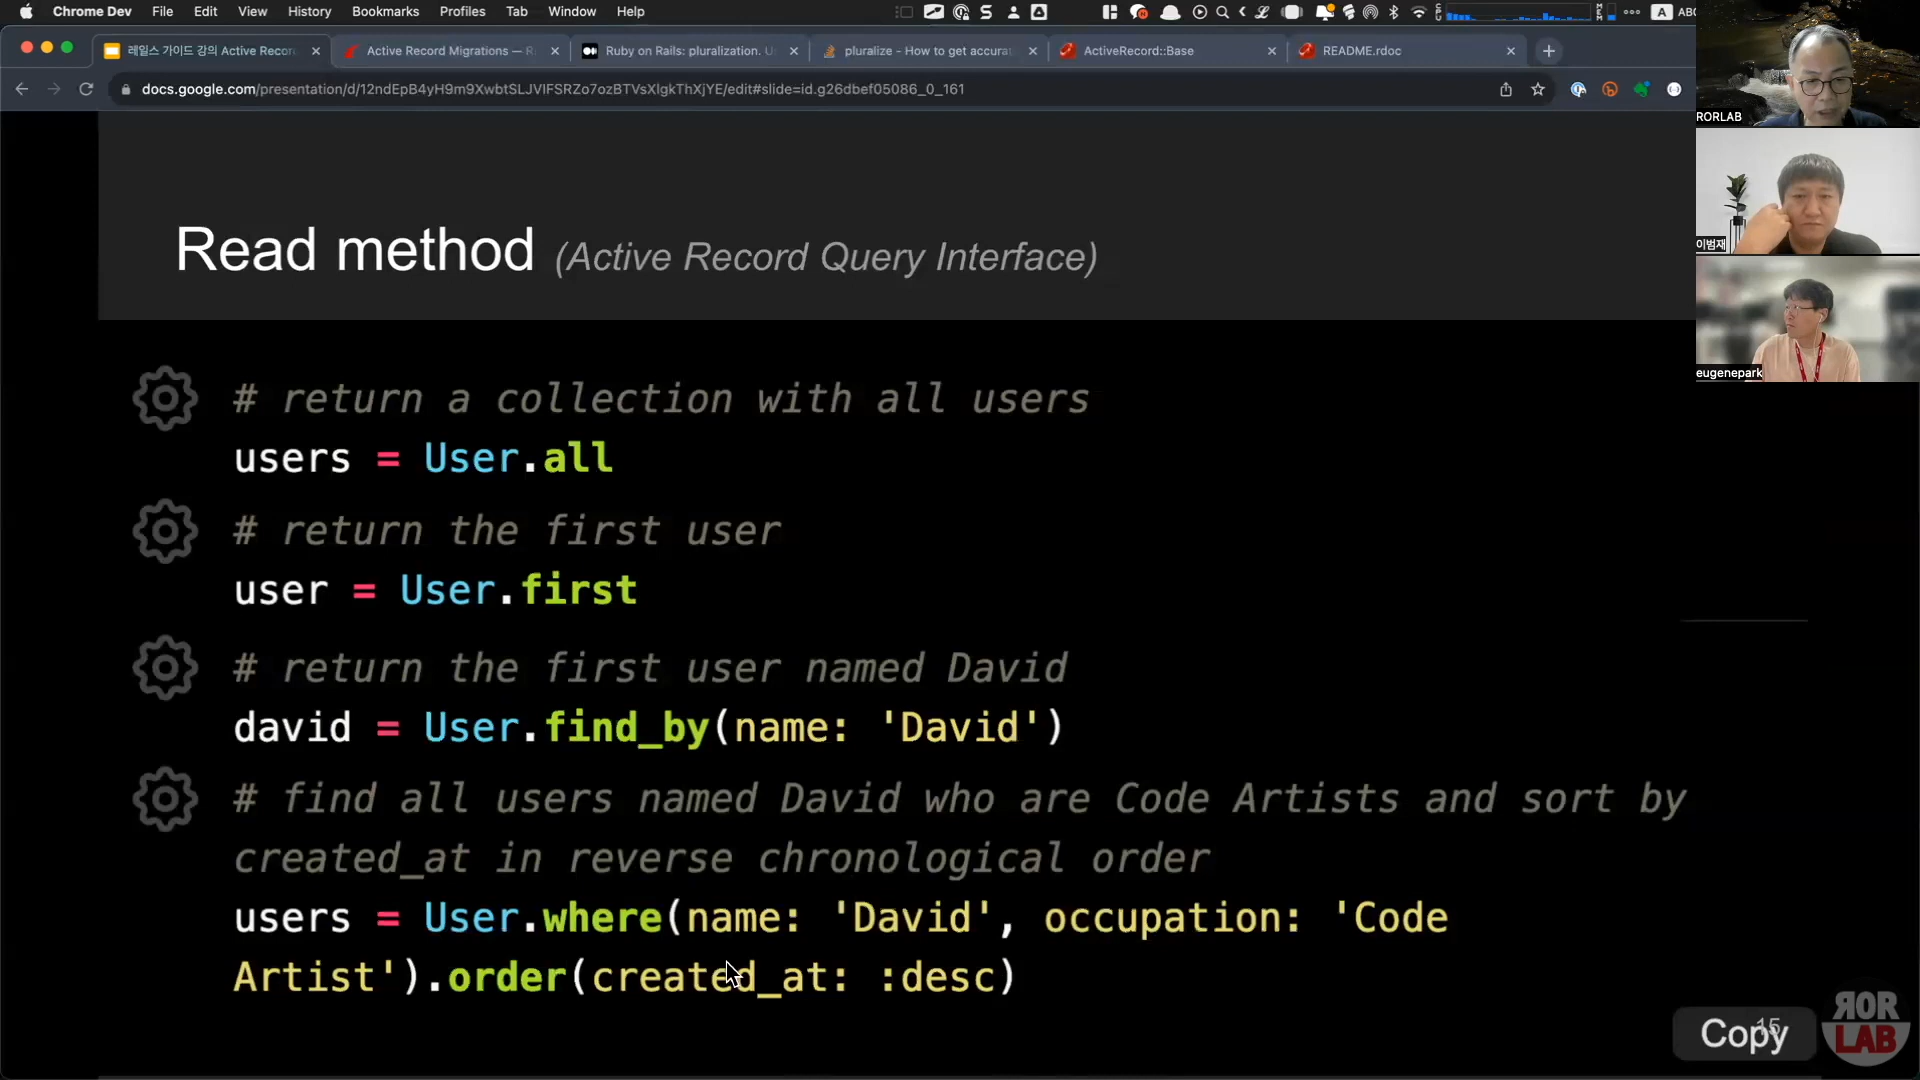 Chrome Dev File Edit View History Bookmarks Profiles Tab Window Help
레일스 가이드 강의 Active Recor
Active Record Migrations — R
Ruby on Rails: pluralization. U
pluralize - How to get accura
ActiveRecord::Base
README.rdoc
docs.google.com/presentation/d/12ndEpB4yH9m9XwbtSLJVIFSRZo7ozBTVsXlgkThXjYE/edit#slide=id.g26dbef05086_0_161
RORLAB
이범재
eugenepark
Read method (Active Record Query Interface)
# return a collection with all users
users = User.all
# return the first user
user = User.first
# return the first user named David
david = User.find_by(name: 'David')
# find all users named David who are Code Artists and sort by
created_at in reverse chronological order
users = User.where(name: 'David', occupation: 'Code
Artist').order(created_at: :desc)
Copy
15
ROR
LAB